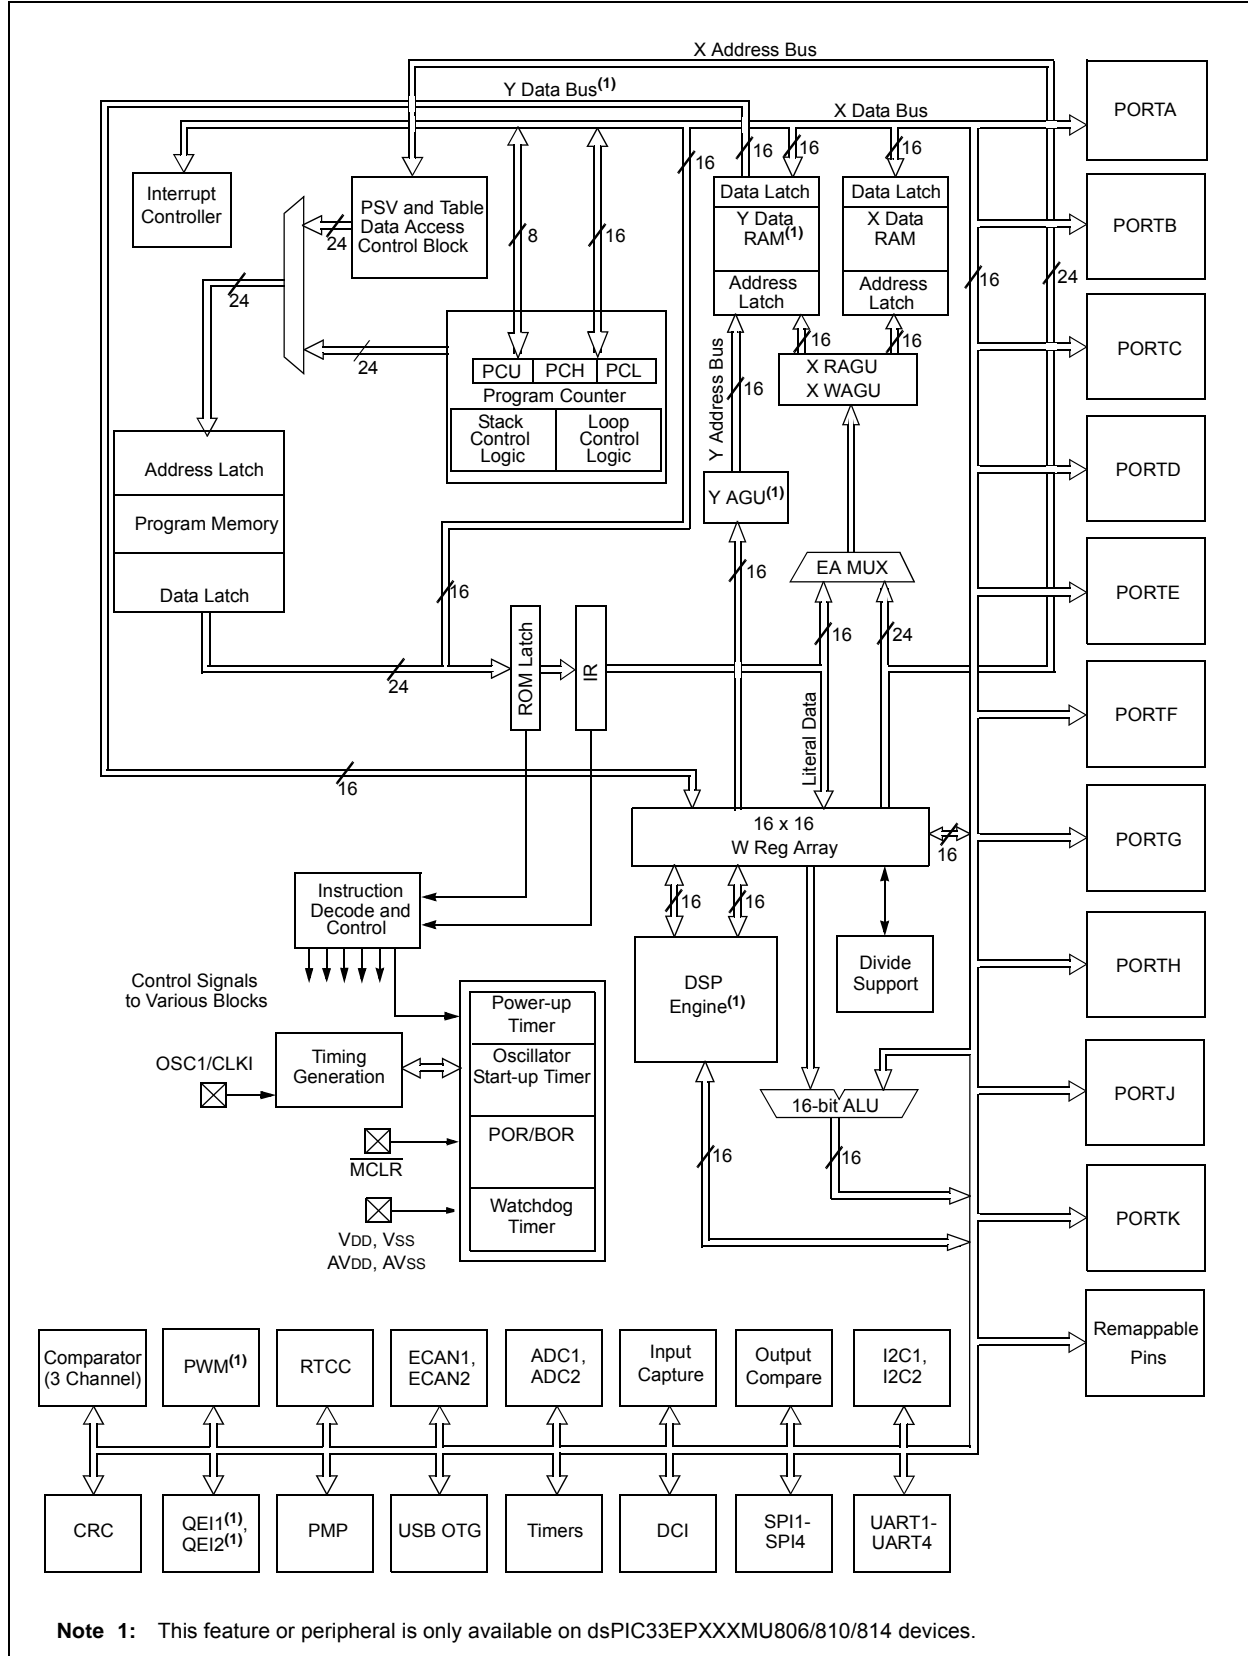 X Address Bus
Y Data Bus(1)
X Data Bus
PORTA
16
16
16
16
Interrupt
Controller
PSV and Table
Data Access
Control Block
24
8
16
Data Latch
Y Data
RAM(1)
Address
Latch
Data Latch
X Data
RAM
Address
Latch
PORTB
16
24
24
24
16
16
PORTC
PCU
PCH
PCL
Program Counter
Stack
Control
Logic
Loop
Control
Logic
Y Address Bus
16
X RAGU
X WAGU
Address Latch
Program Memory
Data Latch
Y AGU(1)
PORTD
16
16
EA MUX
PORTE
16
24
24
ROM Latch
IR
Literal Data
PORTF
16
16 x 16
W Reg Array
16
PORTG
Instruction
Decode and
Control
16
16
Control Signals
to Various Blocks
DSP
Engine(1)
Divide
Support
PORTH
Power-up
Timer
OSC1/CLKI
Timing
Generation
Oscillator
Start-up Timer
16-bit ALU
PORTJ
POR/BOR
MCLR
16
16
Watchdog
Timer
PORTK
VDD, VSS
AVDD, AVSS
Remappable
Pins
Comparator
(3 Channel)
PWM(1)
RTCC
ECAN1,
ECAN2
ADC1,
ADC2
Input
Capture
Output
Compare
I2C1,
I2C2
CRC
QEI1(1),
QEI2(1)
PMP
USB OTG
Timers
DCI
SPI1-
SPI4
UART1-
UART4
Note 1: This feature or peripheral is only available on dsPIC33EPXXXMU806/810/814 devices.